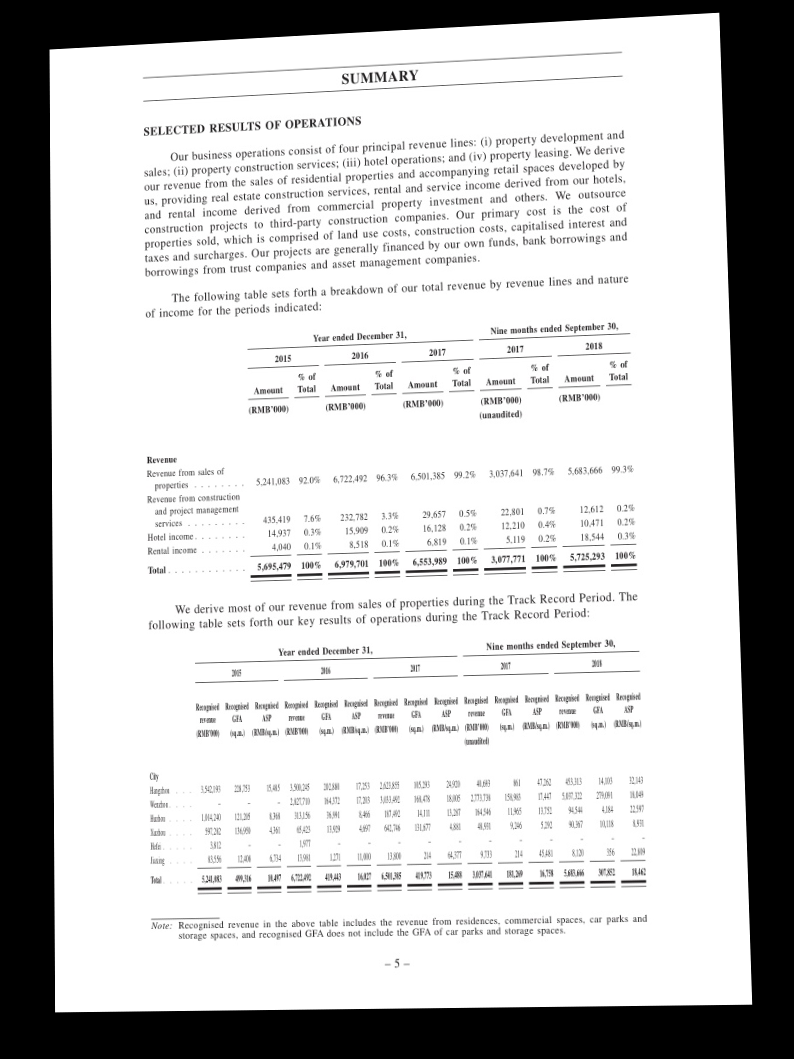 SUMMARY
SELECTED RESULTS OF OPERATIONS
Our business operations consist of four principal revenue lines: (i) property development and
sales; (ii) property construction services; (iii) hotel operations; and (iv) property leasing. We derive
our revenue from the sales of residential properties and accompanying retail spaces developed by
us, providing real estate construction services, rental and service income derived from our hotels,
and rental income derived from commercial property investment and others. We outsource
construction projects to third-party construction companies. Our primary cost is the cost of
properties sold, which is comprised of land use costs, construction costs, capitalised interest and
taxes and surcharges. Our projects are generally financed by our own funds, bank borrowings and
borrowings from trust companies and asset management companies.
The following table sets forth a breakdown of our total revenue by revenue lines and nature
of income for the periods indicated:
Year ended December 31, Nine months ended September 30,
2015 2016 2017 2017 2018
Amount % of Total Amount % of Total Amount % of Total Amount % of Total Amount % of Total
(RMB'000) (RMB'000) (RMB'000) (RMB'000) (RMB'000)
(unaudited)
Revenue
Revenue from sales of
properties . . . . . . . . 5,241,083 92.0% 6,722,492 96.3% 6,501,385 99.2% 3,037,641 98.7% 5,683,666 99.3%
Revenue from construction
and project management
services . . . . . . . . . 435,419 7.6% 232,782 3.3% 29,657 0.5% 22,801 0.7% 12,612 0.2%
Hotel income . . . . . . . . 14,937 0.3% 15,909 0.2% 16,128 0.2% 12,210 0.4% 10,471 0.2%
Rental income . . . . . . . 4,040 0.1% 8,518 0.1% 6,819 0.1% 5,119 0.2% 18,544 0.3%
Total . . . . . . . . . . . . 5,695,479 100% 6,979,701 100% 6,553,989 100% 3,077,771 100% 5,725,293 100%
We derive most of our revenue from sales of properties during the Track Record Period. The
following table sets forth our key results of operations during the Track Record Period:
Year ended December 31, Nine months ended September 30,
2015 2016 2017 2017 2018
Recognised Recognised Recognised Recognised Recognised Recognised Recognised Recognised Recognised Recognised Recognised Recognised Recognised Recognised Recognised
revenue GFA ASP revenue GFA ASP revenue GFA ASP revenue GFA ASP revenue GFA ASP
(RMB'000) (sq.m.) (RMB/sq.m.) (RMB'000) (sq.m.) (RMB/sq.m.) (RMB'000) (sq.m.) (RMB/sq.m.) (RMB'000) (sq.m.) (RMB/sq.m.) (RMB'000) (sq.m.) (RMB/sq.m.)
(unaudited)
City
Hangzhou . . . 3,542,193 228,753 15,485 3,500,245 202,888 17,253 2,623,855 105,293 24,920 40,693 861 47,262 453,313 14,103 32,143
Wenzhou . . . . – – – 2,827,710 164,372 17,203 3,033,492 168,478 18,005 2,773,738 158,983 17,447 5,037,322 279,091 18,049
Huzhou . . . . 1,014,240 121,205 8,368 313,156 36,991 8,466 187,492 14,111 13,287 164,546 11,965 13,752 94,544 4,184 22,597
Xuzhou . . . . 597,282 136,950 4,361 65,423 13,929 4,697 642,746 131,677 4,881 48,931 9,246 5,292 90,367 10,118 8,931
Hefei . . . . . 3,812 – – 1,977 – – – – – – – – – – –
83,556 12,408 6,734 13,981 1,271 11,000 13,800 214 64,377 9,733 214 45,481 8,120 356 22,809
Total . . . . . 5,241,083 499,316 10,497 6,722,492 419,443 16,027 6,501,385 419,773 15,488 3,037,641 181,269 16,758 5,683,666 307,852 18,462
Note: Recognised revenue in the above table includes the revenue from residences, commercial spaces, car parks and
storage spaces, and recognised GFA does not include the GFA of car parks and storage spaces.
– 5 –